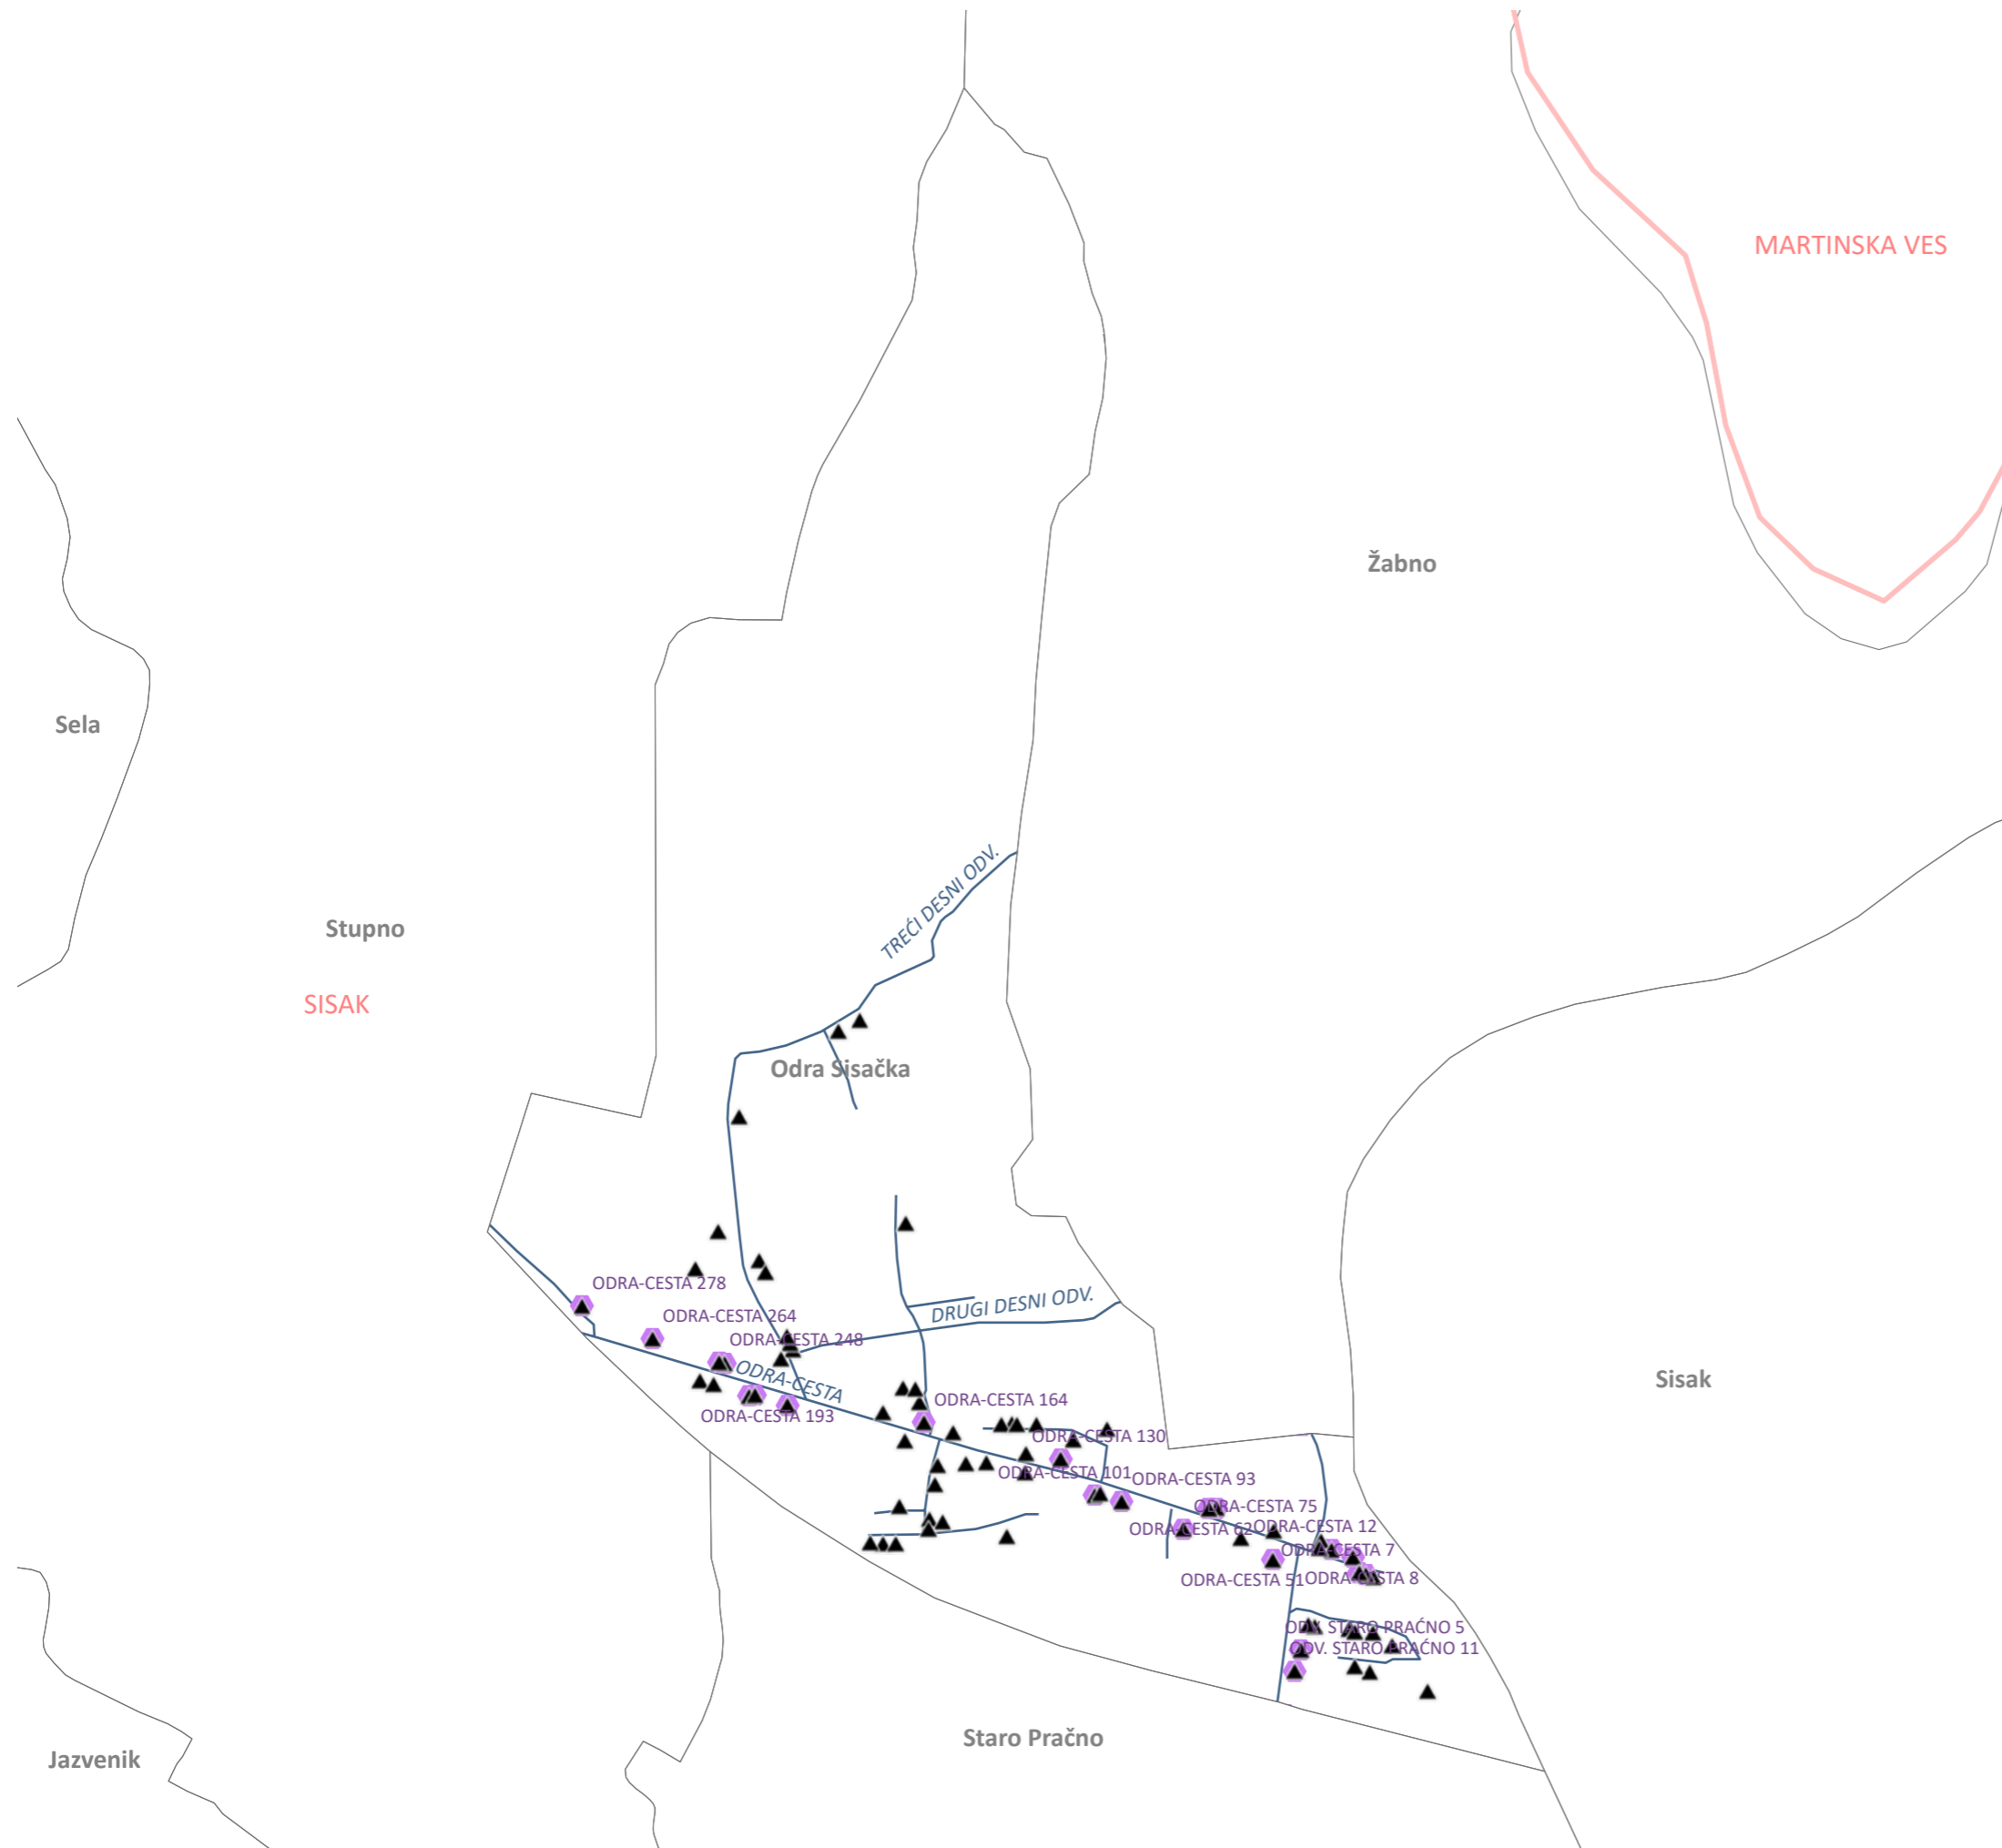 MARTINSKA VES
Žabno
Sela
TREĆI DESNI ODV.
Stupno
SISAK
Odra Sisačka
ODRA-CESTA 278
DRUGI DESNI ODV.
ODRA-CESTA 264
ODRA-CESTA 248
ODRA-CESTA
Sisak
ODRA-CESTA 164
ODRA-CESTA 193
ODRA-CESTA 130
ODRA-CESTA 101
ODRA-CESTA 93
ODRA-CESTA 75
ODRA-CESTA 62
ODRA-CESTA 12
ODRA-CESTA 7
ODRA-CESTA 51
ODRA-CESTA 8
ODV. STARO PRAĆNO 5
ODV. STARO PRAĆNO 11
Staro Pračno
Jazvenik